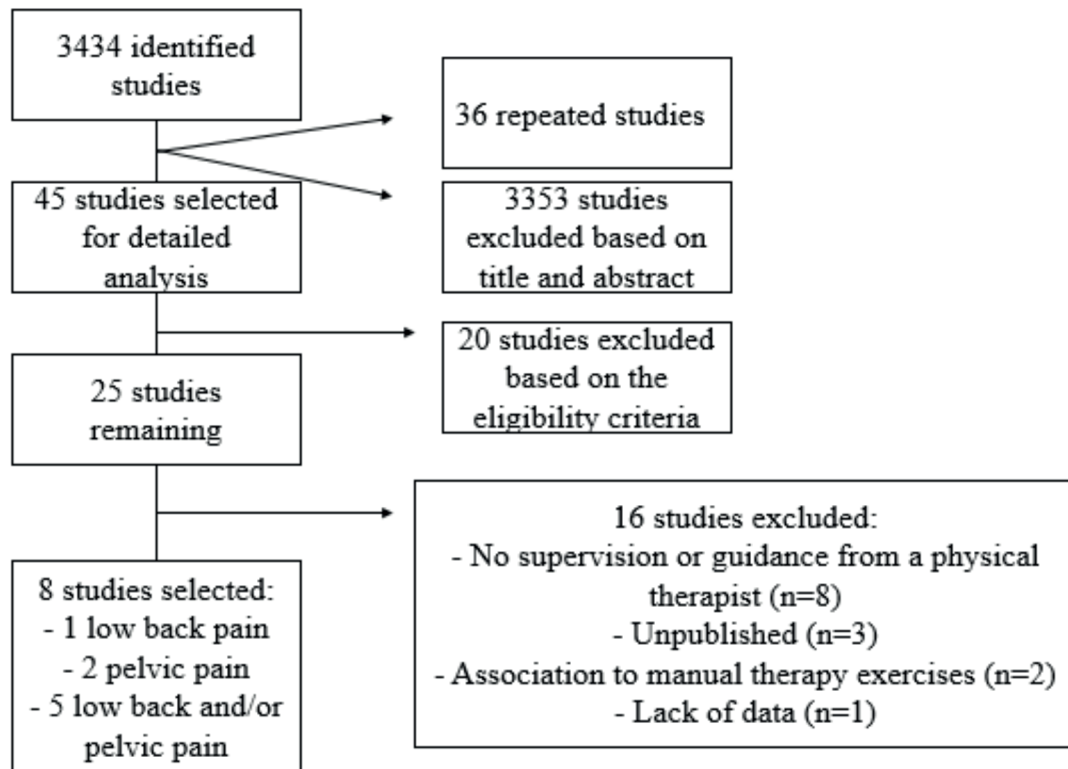 3434 identified
studies
36 repeated studies
45 studies selected
for detailed
analysis
3353 studies
excluded based on
title and abstract
20 studies excluded
based on the
eligibility criteria
25 studies
remaining
16 studies excluded:
- No supervision or guidance from a physical
therapist (n=8)
- Unpublished (n=3)
- Association to manual therapy exercises (n=2)
- Lack of data (n=1)
8 studies selected:
- 1 low back pain
- 2 pelvic pain
- 5 low back and/or
pelvic pain